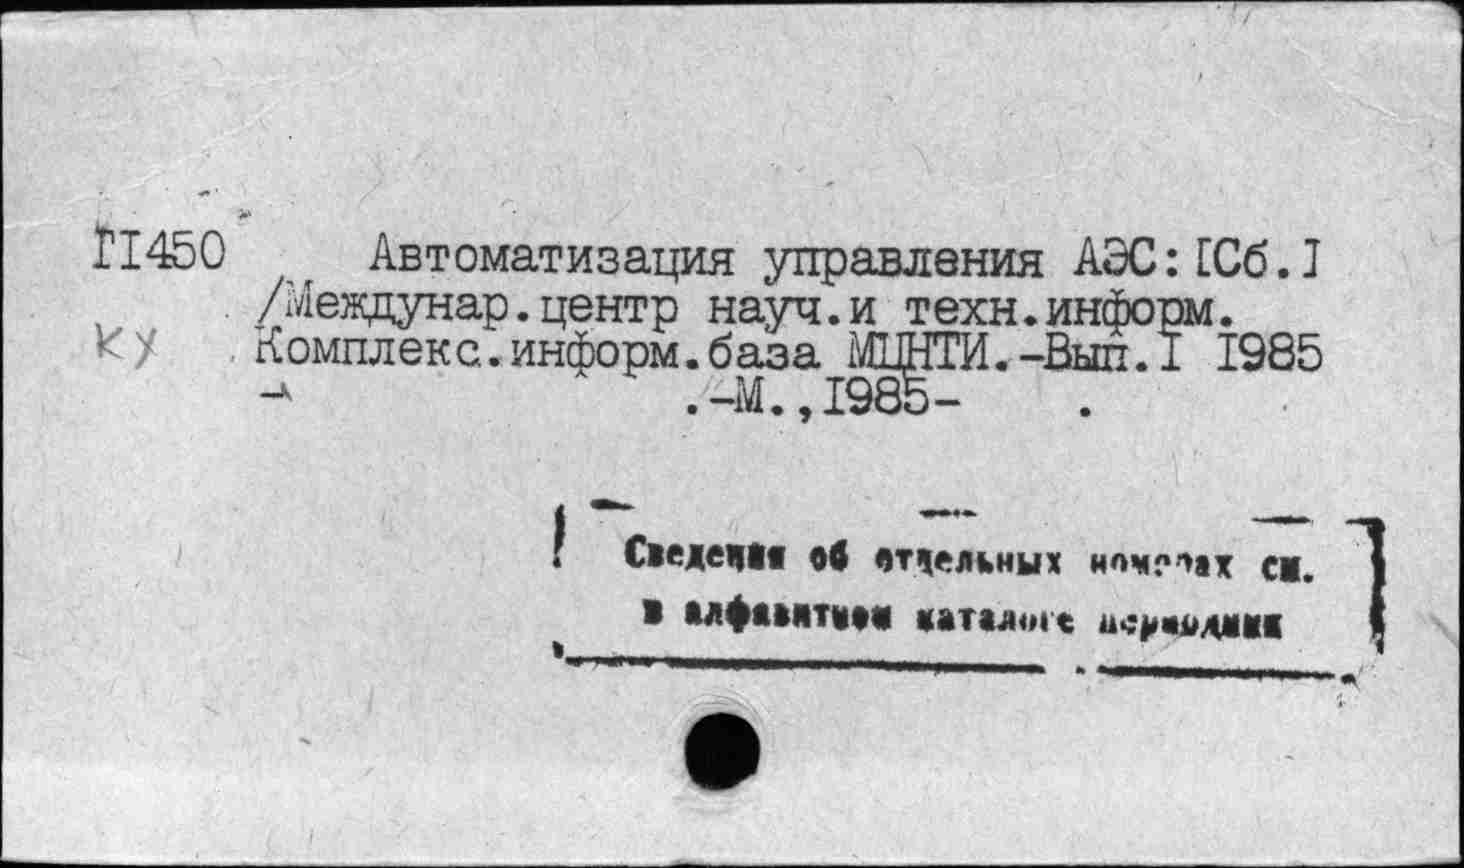 П1450 Автоматизация управления АЭС:[Сб.]
/Междунар.центр науч.и техн.информ.
ку Комплекс.информ.база МЦНТИ.-Вып.I 1985
- .-М.,1985- .
Сведения об отдельных номерах см.
в алфавитном каталоге периодики